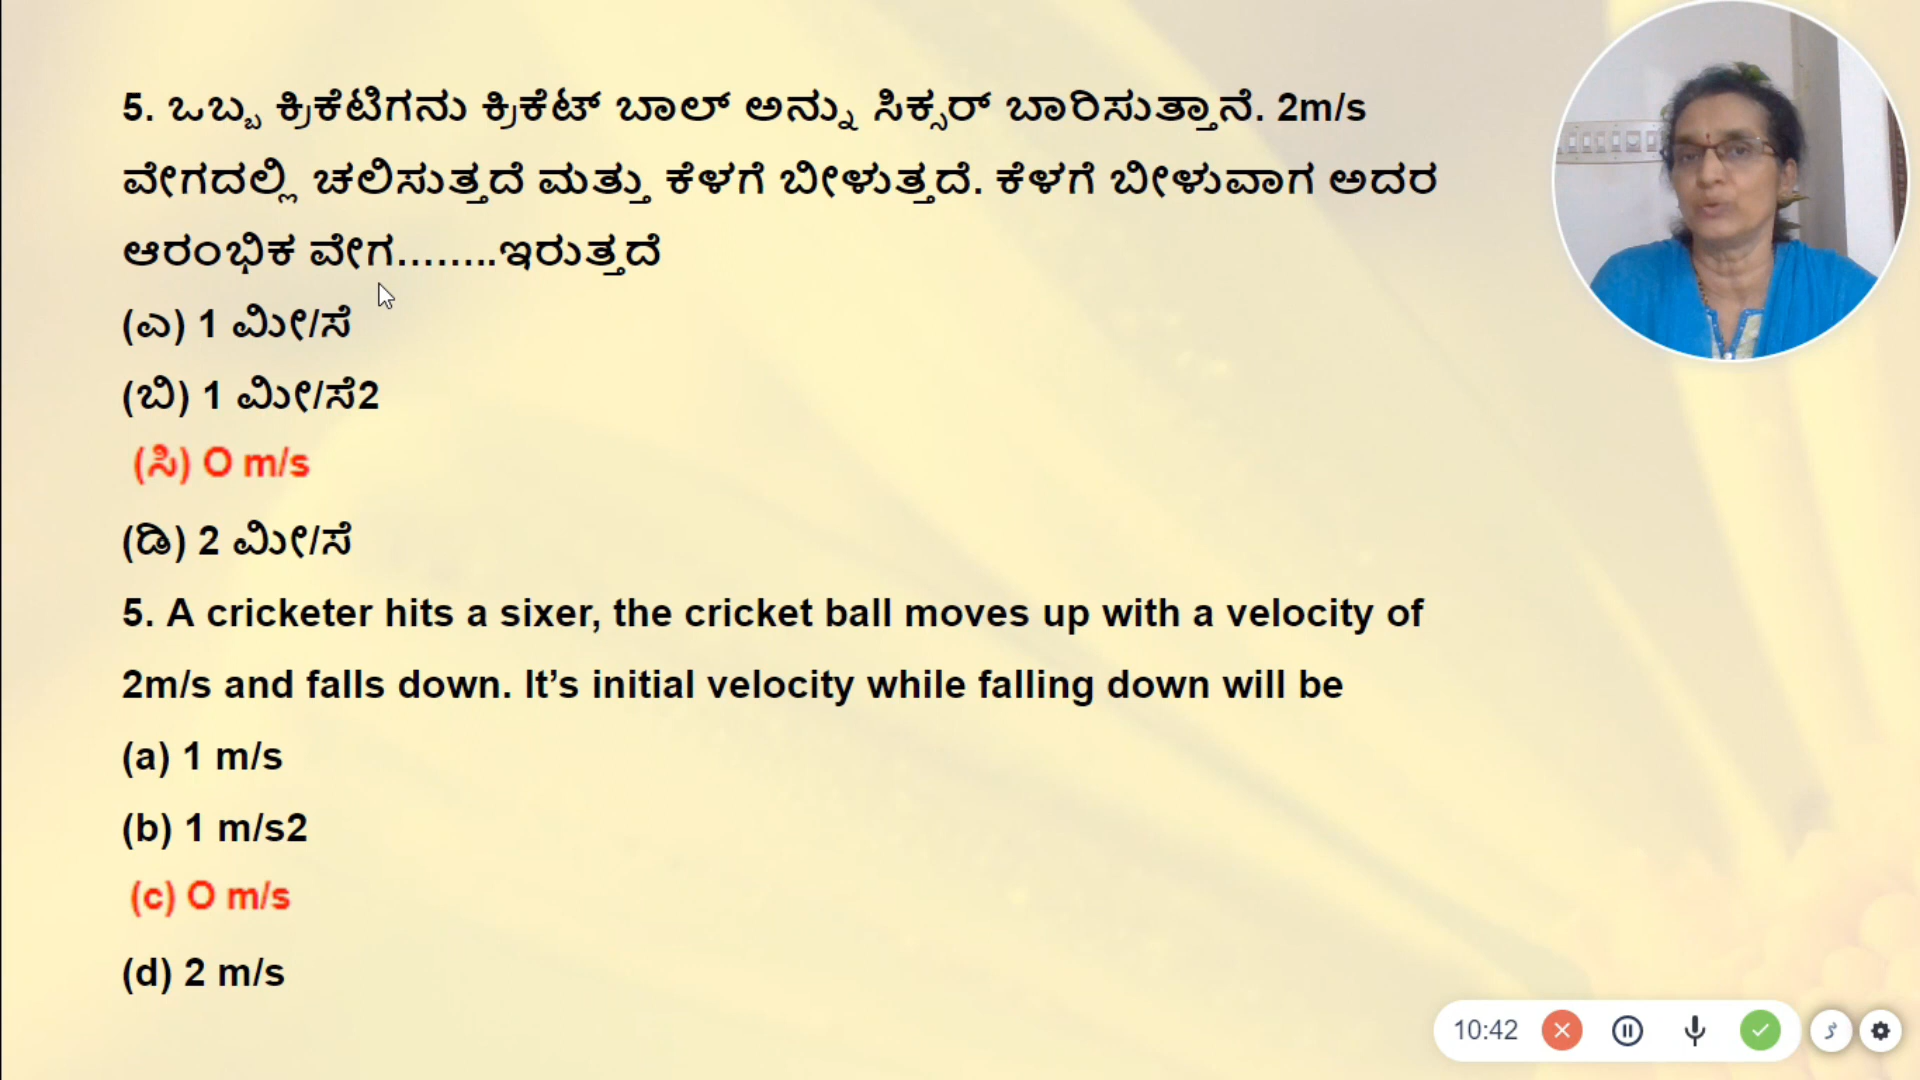 5. ಒಬ್ಬ ಕ್ರಿಕೆಟಿಗನು ಕ್ರಿಕೆಟ್ ಬಾಲ್ ಅನ್ನು ಸಿಕ್ಸರ್ ಬಾರಿಸುತ್ತಾನೆ. 2m/s
ವೇಗದಲ್ಲಿ ಚಲಿಸುತ್ತದೆ ಮತ್ತು ಕೆಳಗೆ ಬೀಳುತ್ತದೆ. ಕೆಳಗೆ ಬೀಳುವಾಗ ಅದರ
ಆರಂಭಿಕ ವೇಗ........ಇರುತ್ತದೆ
(ಎ) 1 ಮೀ/ಸೆ
(ಬಿ) 1 ಮೀ/ಸೆ2
(ಸಿ) O m/s
(ಡಿ) 2 ಮೀ/ಸೆ
5. A cricketer hits a sixer, the cricket ball moves up with a velocity of
2m/s and falls down. It’s initial velocity while falling down will be
(a) 1 m/s
(b) 1 m/s2
(c) O m/s
(d) 2 m/s
10:42